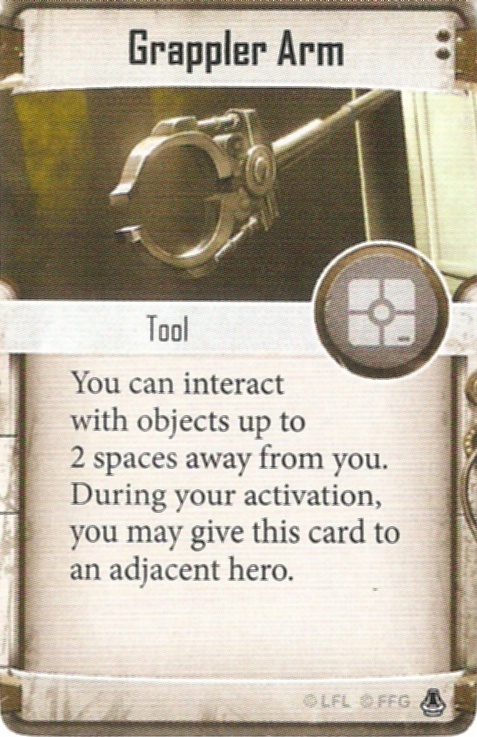 Grappler Arm
Tool
You can interact
with objects up to
2 spaces away from you.
During your activation,
you may give this card to
an adjacent hero.
©LFL ©FFG